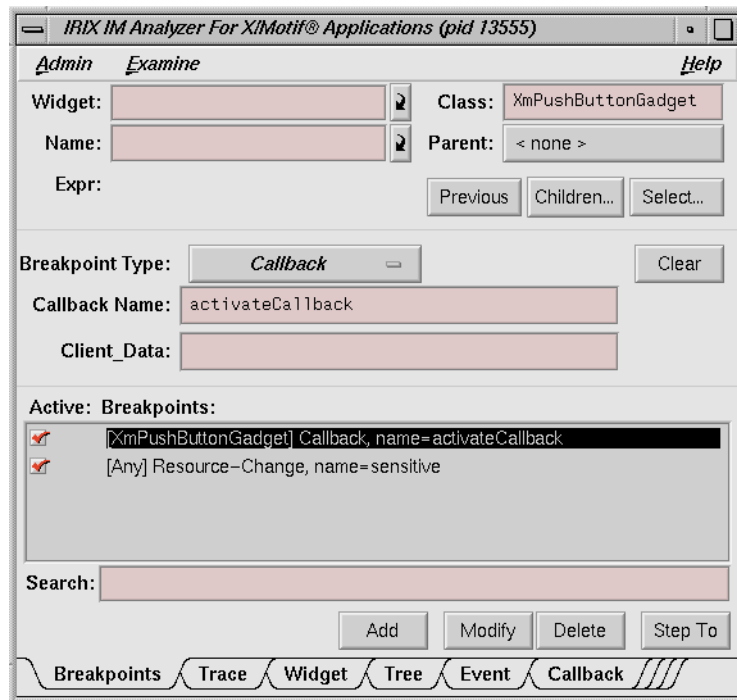 IRIX IM Analyzer For X/Motif® Applications (pid 13555)
Admin Examine Help
Widget: Class: XmPushButtonGadget
Name: Parent: < none >
Expr:
Previous Children... Select...
Breakpoint Type: Callback Clear
Callback Name: activateCallback
Client_Data:
Active: Breakpoints:
[XmPushButtonGadget] Callback, name=activateCallback
[Any] Resource-Change, name=sensitive
Search:
Add Modify Delete Step To
Breakpoints Trace Widget Tree Event Callback